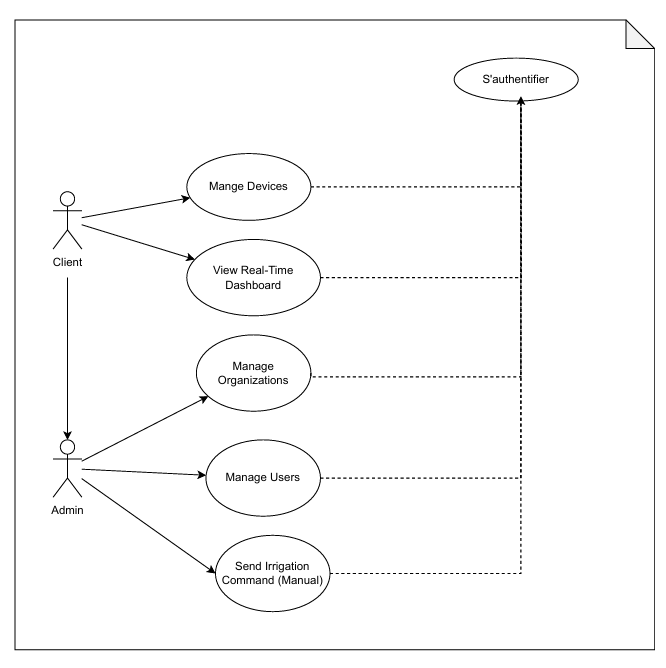 S'authentifier
Mange Devices
Client
View Real-Time
Dashboard
Manage
Organizations
Manage Users
Admin
Send Irrigation
Command (Manual)